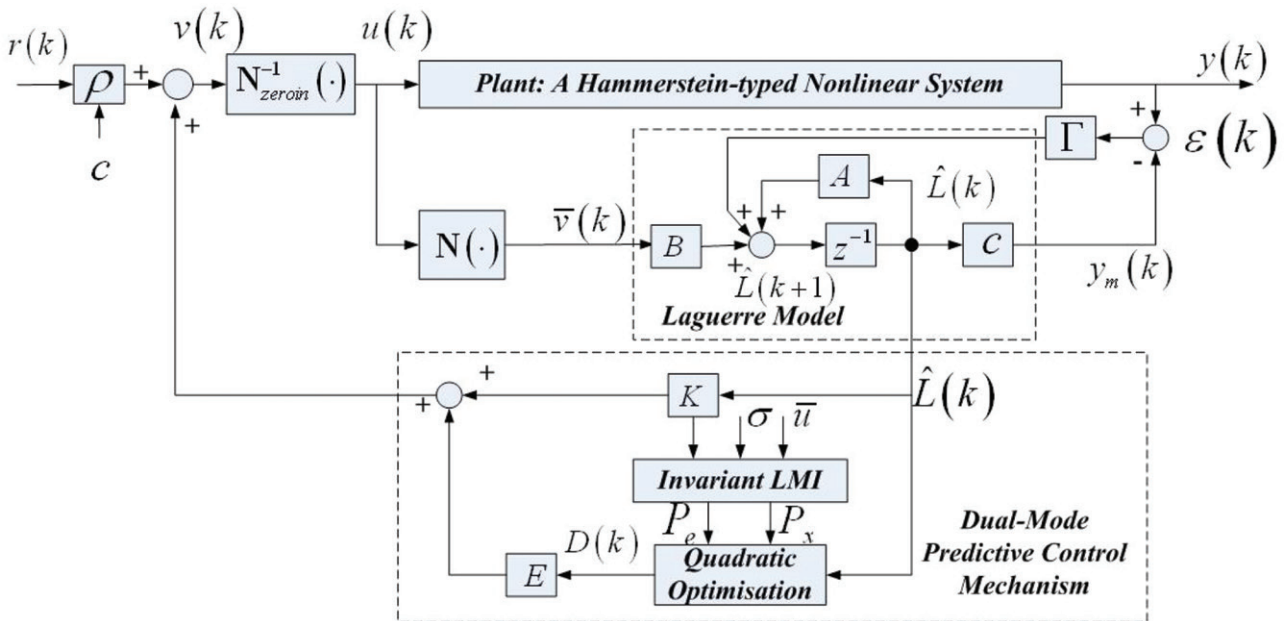 r(k)
ρ
c
+
+
v(k)
N⁻¹zeroin(·)
u(k)
Plant: A Hammerstein-typed Nonlinear System
y(k)
+
-
ε(k)
Γ
A
L̂(k)
+
+
N(·)
v̄(k)
B
+
z⁻¹
c
yₘ(k)
L̂(k+1)
Laguerre Model
+
+
K
L̂(k)
σ
ū
Invariant LMI
Pₑ
Pₓ
D(k)
E
Quadratic
Optimisation
Dual-Mode
Predictive Control
Mechanism